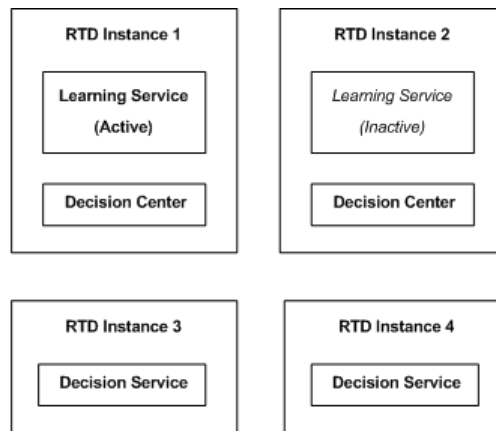 RTD Instance 1
Learning Service
(Active)
Decision Center
RTD Instance 2
Learning Service
(Inactive)
Decision Center
RTD Instance 3
Decision Service
RTD Instance 4
Decision Service